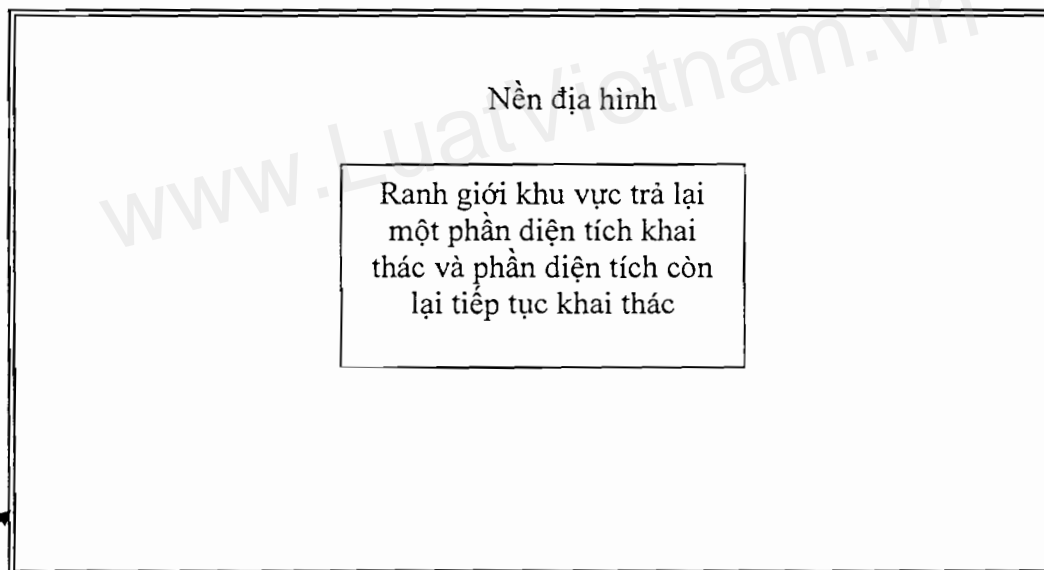 www.LuatVietnam.vn
Nền địa hình
Ranh giới khu vực trả lại
một phần diện tích khai
thác và phần diện tích còn
lại tiếp tục khai thác